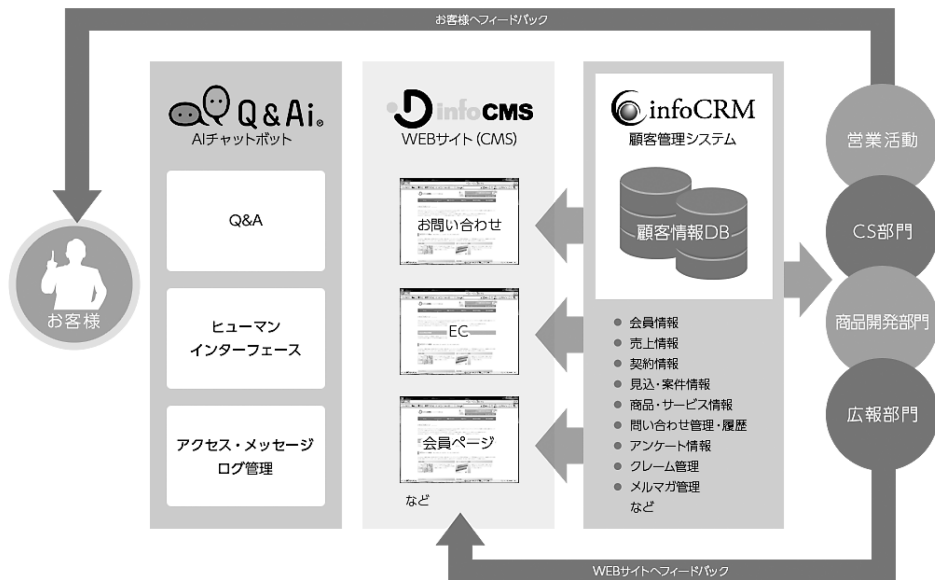 お客様へフィードバック
Q&Ai®
AIチャットボット
Q&A
ヒューマン
インターフェース
アクセス・メッセージ
ログ管理
お客様
infoCMS
WEBサイト(CMS)
お問い合わせ
EC
会員ページ
など
infoCRM
顧客管理システム
顧客情報DB
● 会員情報
● 売上情報
● 契約情報
● 見込・案件情報
● 商品・サービス情報
● 問い合わせ管理・履歴
● アンケート情報
● クレーム管理
● メルマガ管理
など
営業活動
CS部門
商品開発部門
広報部門
WEBサイトへフィードバック